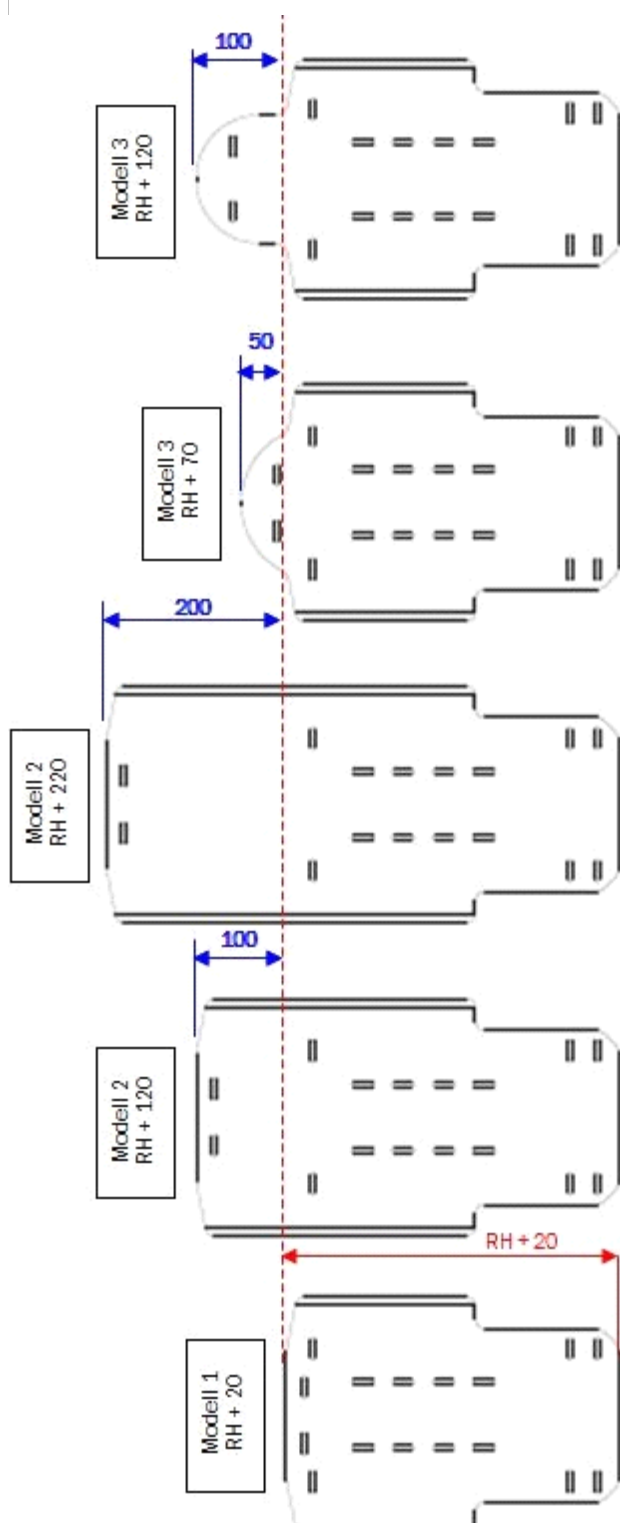 100
Modell 3
RH + 120
50
Modell 3
RH + 70
200
Modell 2
RH + 220
100
Modell 2
RH + 120
RH + 20
Modell 1
RH + 20